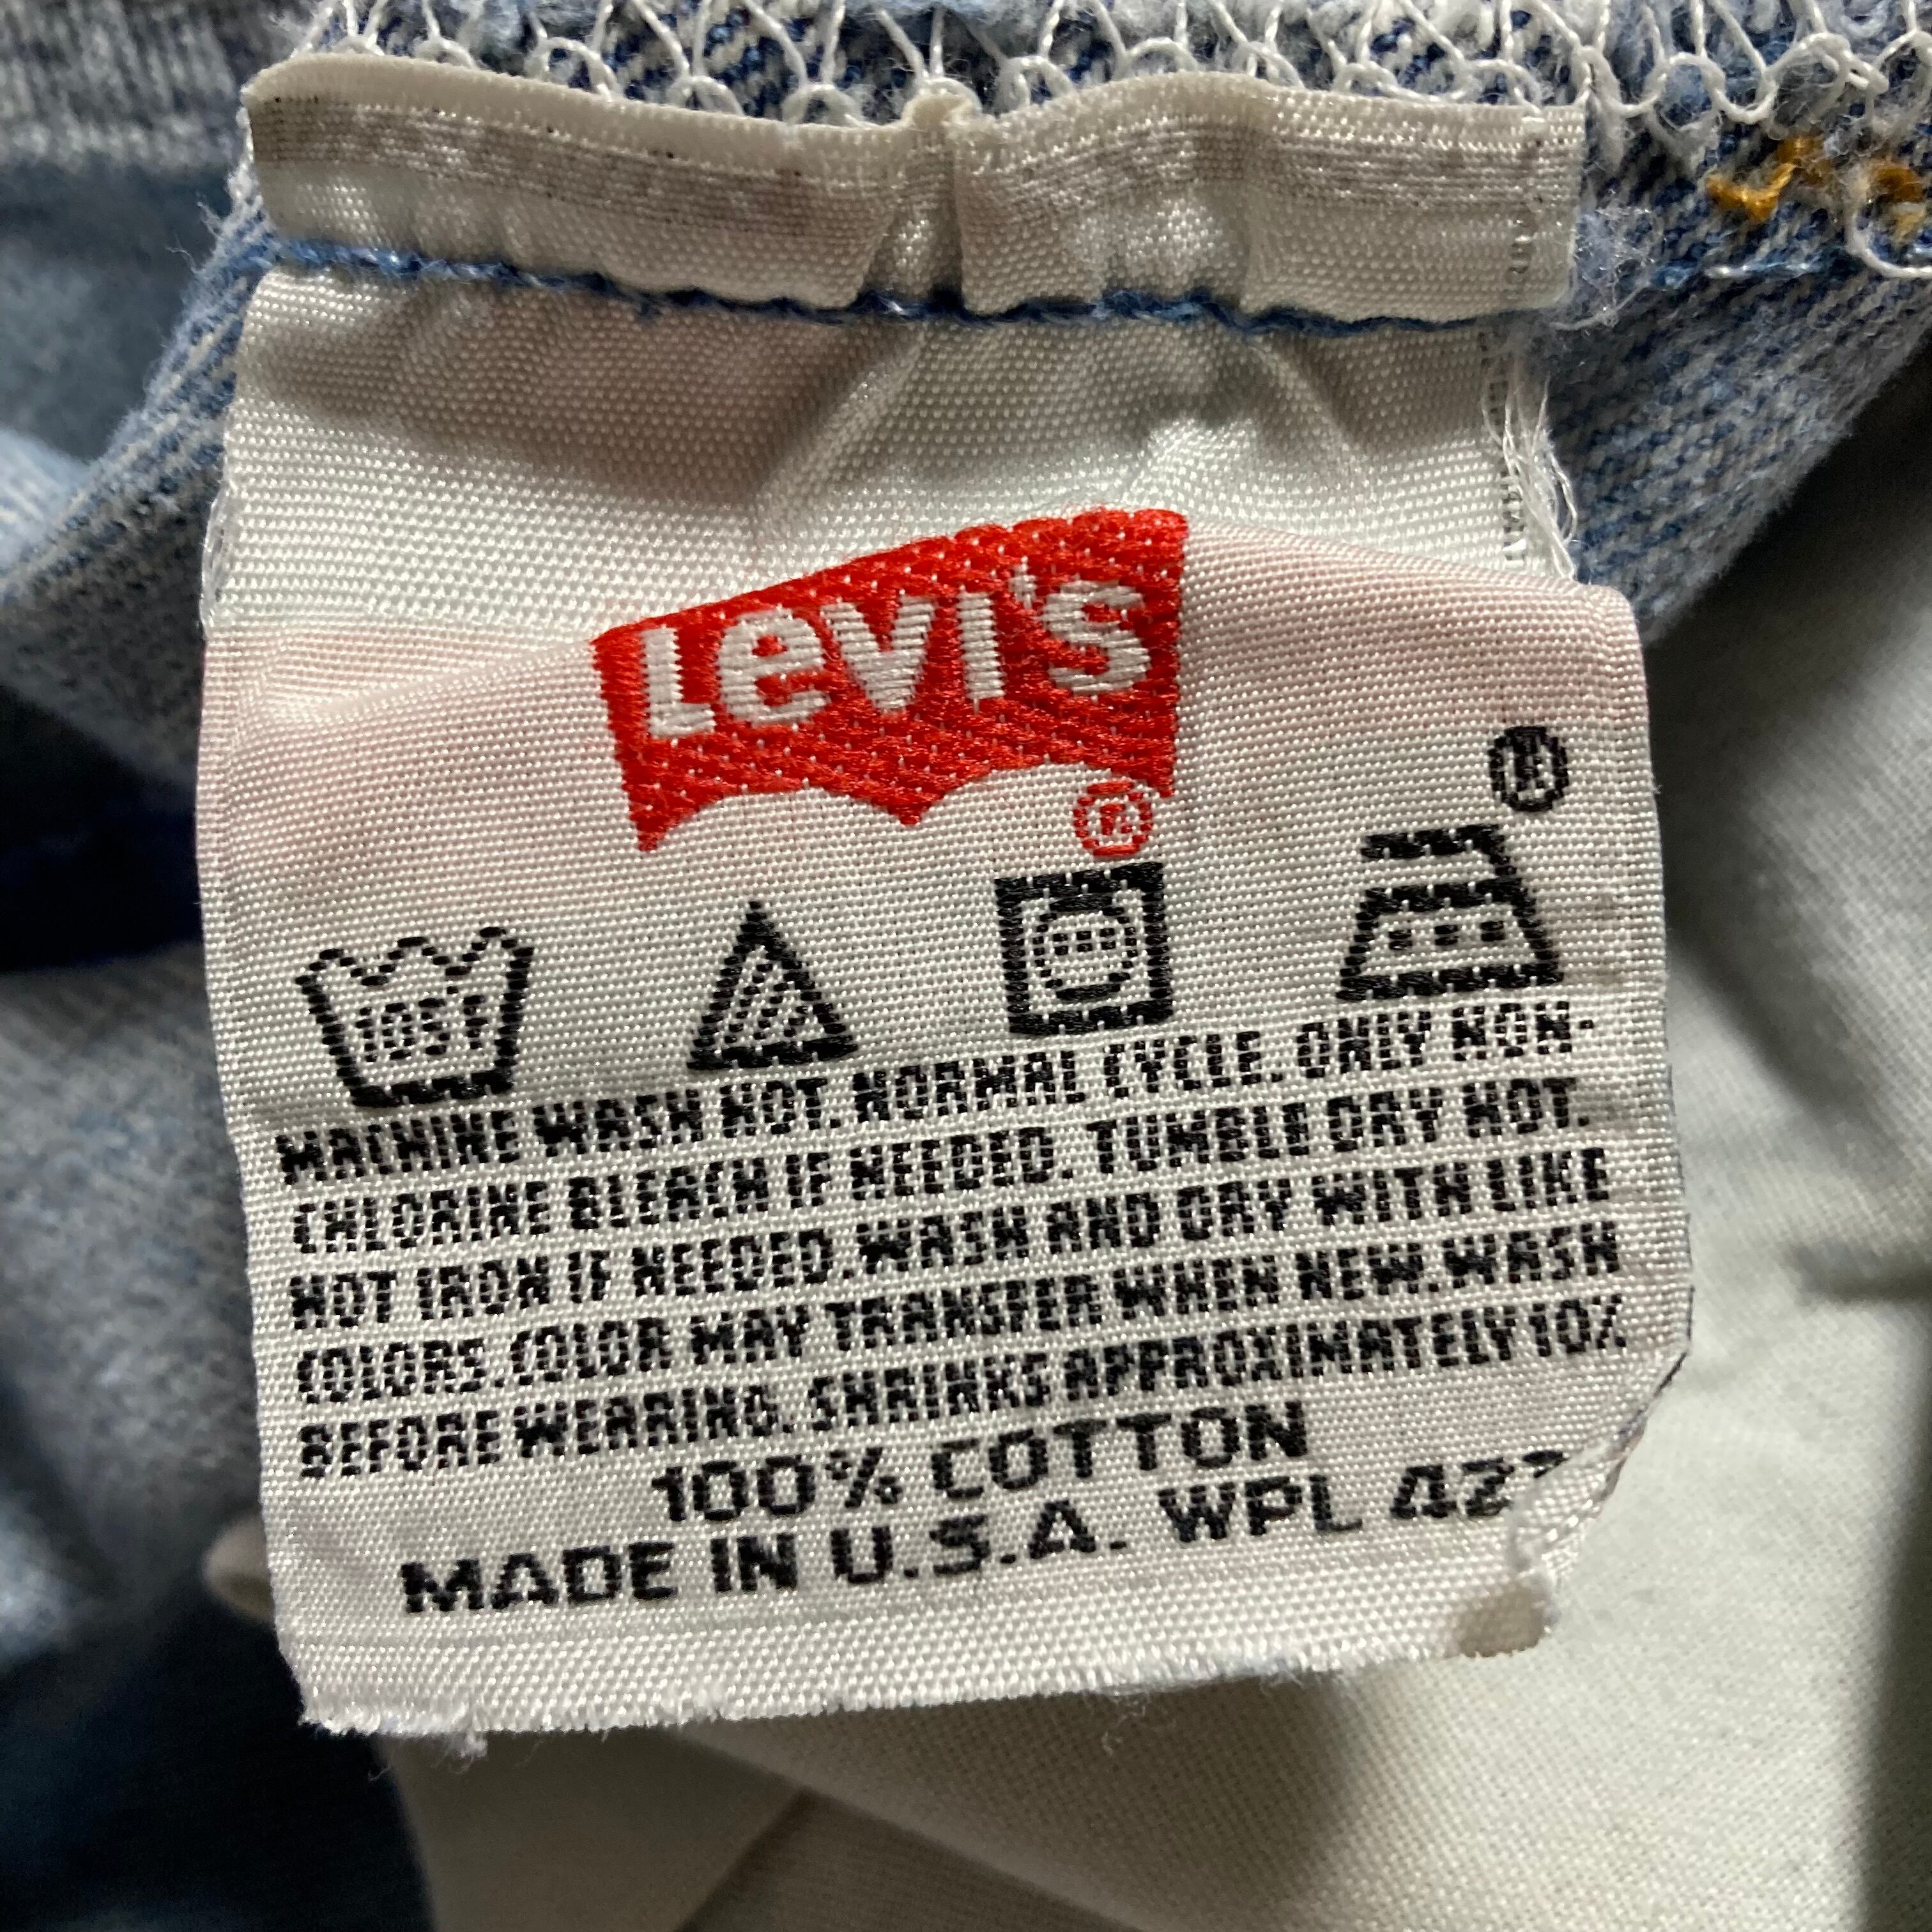 Levi's
®
®
105F
MACHINE WASH HOT. NORMAL CYCLE. ONLY NON-
CHLORINE BLEACH IF NEEDED. TUMBLE DRY HOT.
HOT IRON IF NEEDED. WASH AND DRY WITH LIKE
COLORS. COLOR MAY TRANSFER WHEN NEW. WASH
BEFORE WEARING. SHRINKS APPROXIMATELY 10%
100% COTTON
MADE IN U.S.A. WPL